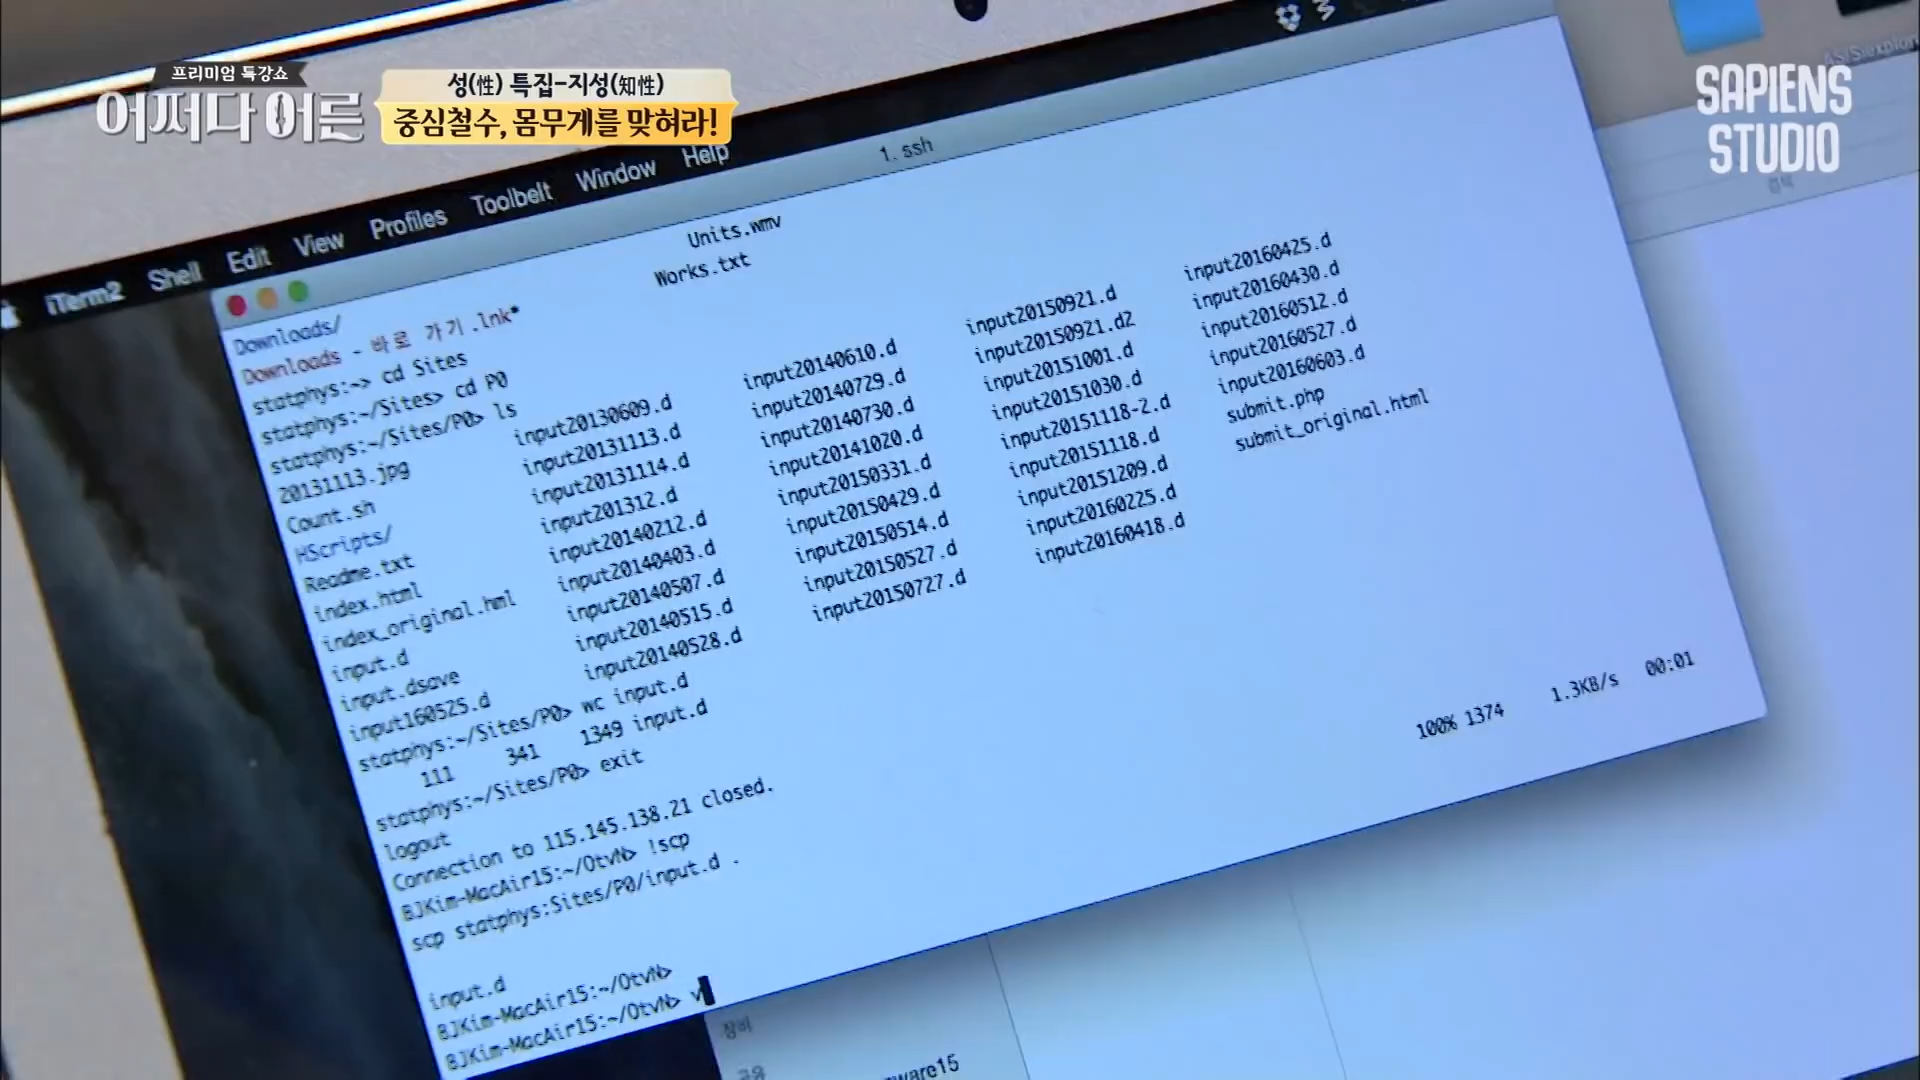 프리미엄 특강쇼
어쩌다 어른
성(性) 특집-지성(知性)
중심철수, 몸무게를 맞혀라!
SAPIENS
STUDIO
iTerm2 Shell Edit View Profiles Toolbelt Window Help
1. ssh
Units.wmv
Works.txt
Downloads/
Downloads - 바로 가기.lnk*
statphys:~> cd Sites
statphys:~/Sites> cd P0
statphys:~/Sites/P0> ls
20131113.jpg input20130609.d input20140610.d input20150921.d input20160425.d
Count.sh input20131113.d input20140729.d input20150921.d2 input20160430.d
HScripts/ input20131114.d input20140730.d input20151001.d input20160512.d
Readme.txt input201312.d input20141020.d input20151030.d input20160527.d
index.html input20140212.d input20150331.d input20151118-2.d input20160603.d
index_original.hml input20140403.d input20150429.d input20151118.d submit.php
input.d input20140507.d input20150514.d input20151209.d submit_original.html
input.dsave input20140515.d input20150527.d input20160225.d
input160525.d input20140528.d input20150727.d input20160418.d
statphys:~/Sites/P0> wc input.d
111 341 1349 input.d
statphys:~/Sites/P0> exit
logout
Connection to 115.145.138.21 closed.
BJKim-MacAir15:~/OtvN> !scp
scp statphys:Sites/P0/input.d .
input.d 100% 1374 1.3KB/s 00:01
BJKim-MacAir15:~/OtvN>
BJKim-MacAir15:~/OtvN> v
장비
공유